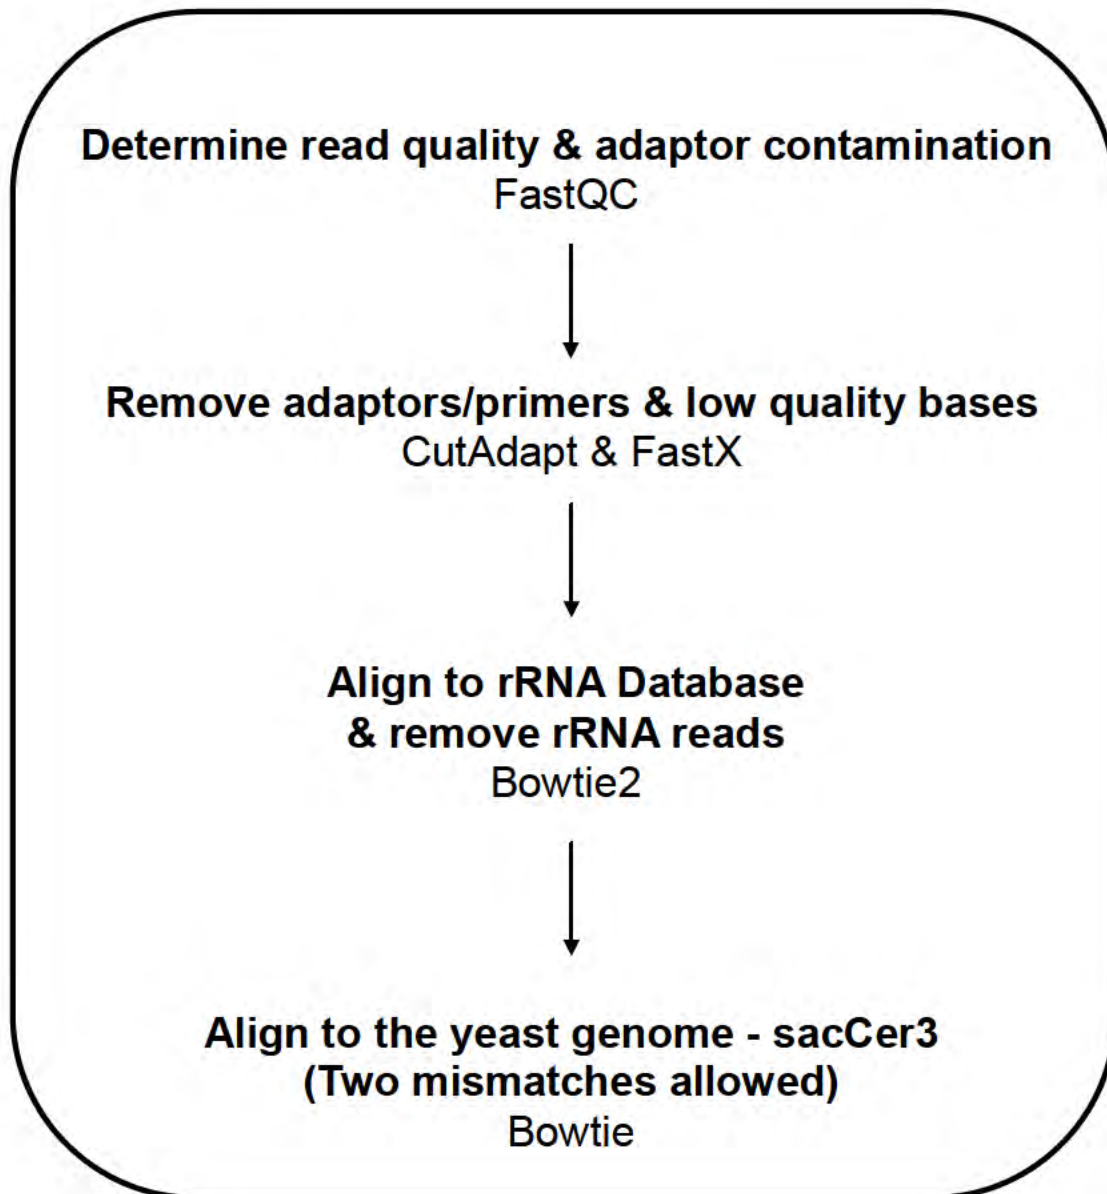 Determine read quality & adaptor contamination
FastQC
Remove adaptors/primers & low quality bases
CutAdapt & FastX
Align to rRNA Database
& remove rRNA reads
Bowtie2
Align to the yeast genome - sacCer3
(Two mismatches allowed)
Bowtie